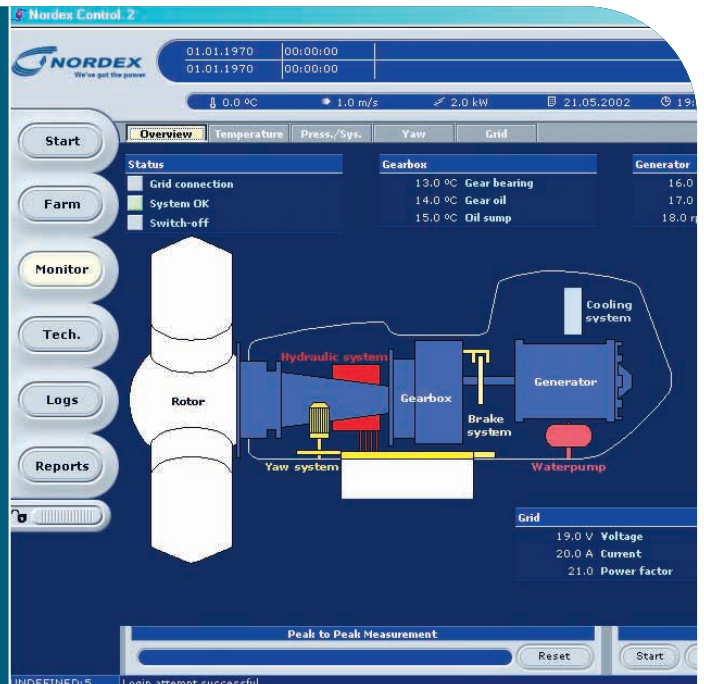 Nordex Control 2
NORDEX
We've got the power
01.01.1970 00:00:00
01.01.1970 00:00:00
0.0 ºC 1.0 m/s 2.0 kW 21.05.2002 19:
Start
Farm
Monitor
Tech.
Logs
Reports
Overview Temperature Press./Sys. Yaw Grid
Status
Grid connection
System OK
Switch-off
Gearbox
13.0 ºC Gear bearing
14.0 ºC Gear oil
15.0 ºC Oil sump
Generator
16.0
17.0
18.0
Cooling
system
Hydraulic system
Rotor
Gearbox
Generator
Brake
system
Yaw system
Waterpump
Grid
19.0 V Voltage
20.0 A Current
21.0 Power factor
Peak to Peak Measurement
Reset
Start
UNDEFINED:5 Login attempt successful